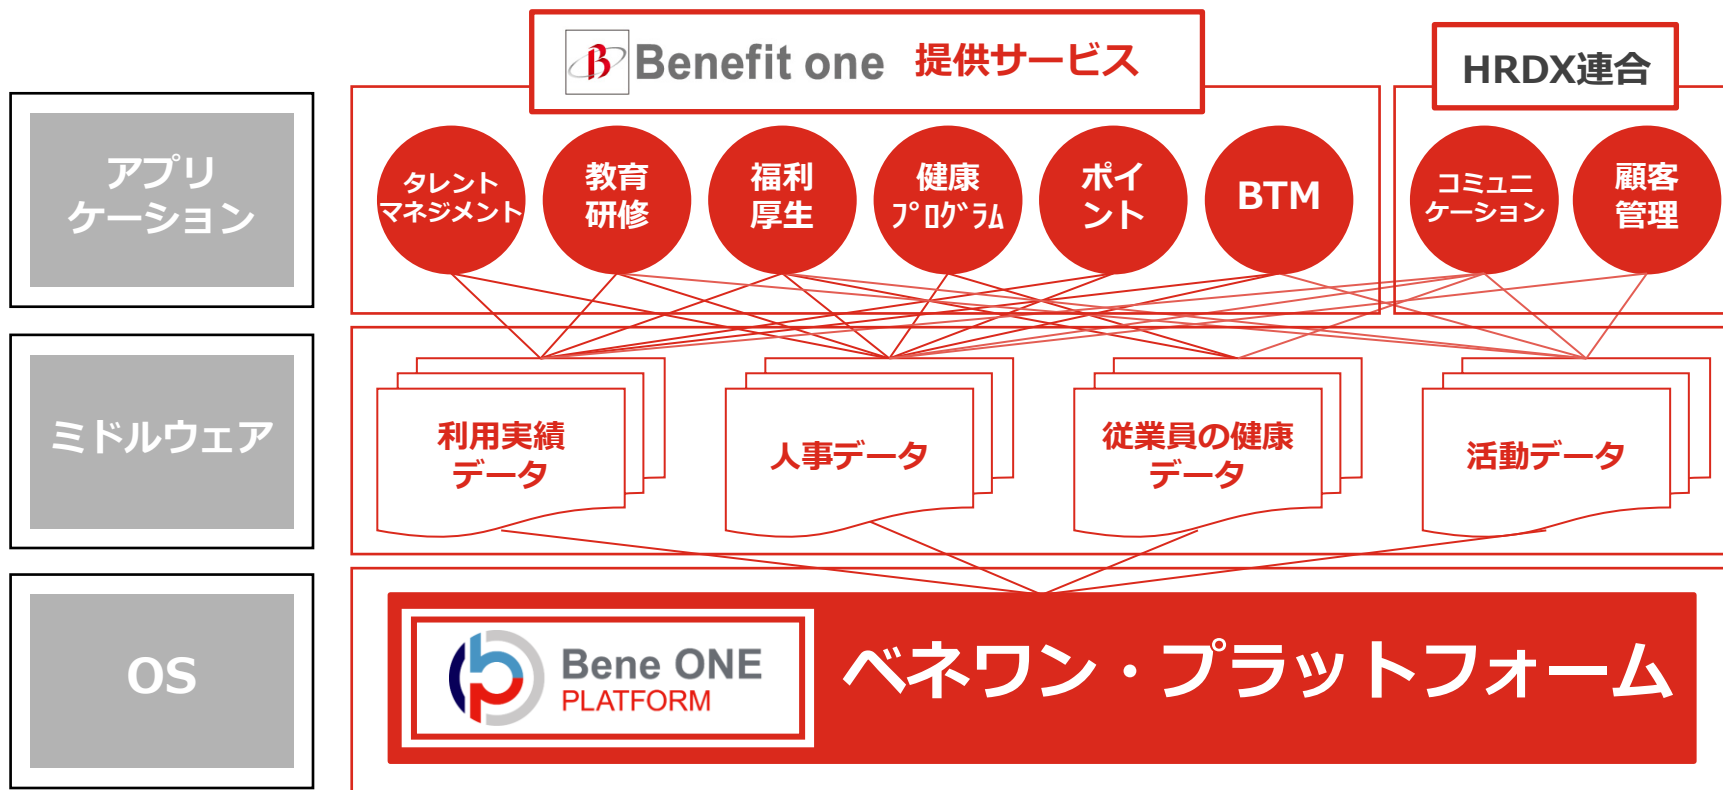 Benefit one 提供サービス
HRDX連合
アプリ
ケーション
タレント
マネジメント
教育
研修
福利
厚生
健康
ﾌﾟﾛｸﾞﾗﾑ
ポイ
ント
BTM
コミュニ
ケーション
顧客
管理
ミドルウェア
利用実績
データ
人事データ
従業員の健康
データ
活動データ
OS
Bene ONE
PLATFORM
ベネワン・プラットフォーム